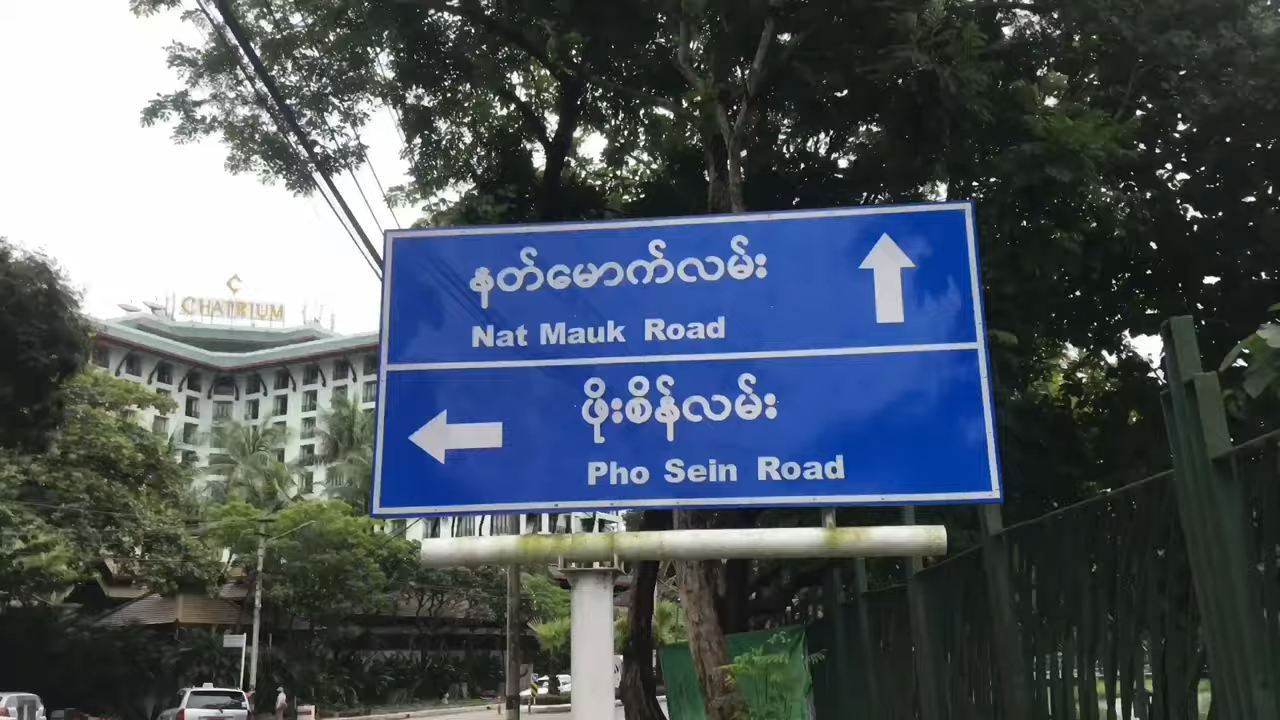 CHATRIUM
နတ်မောက်လမ်း
Nat Mauk Road
ဖိုးစိန်လမ်း
Pho Sein Road